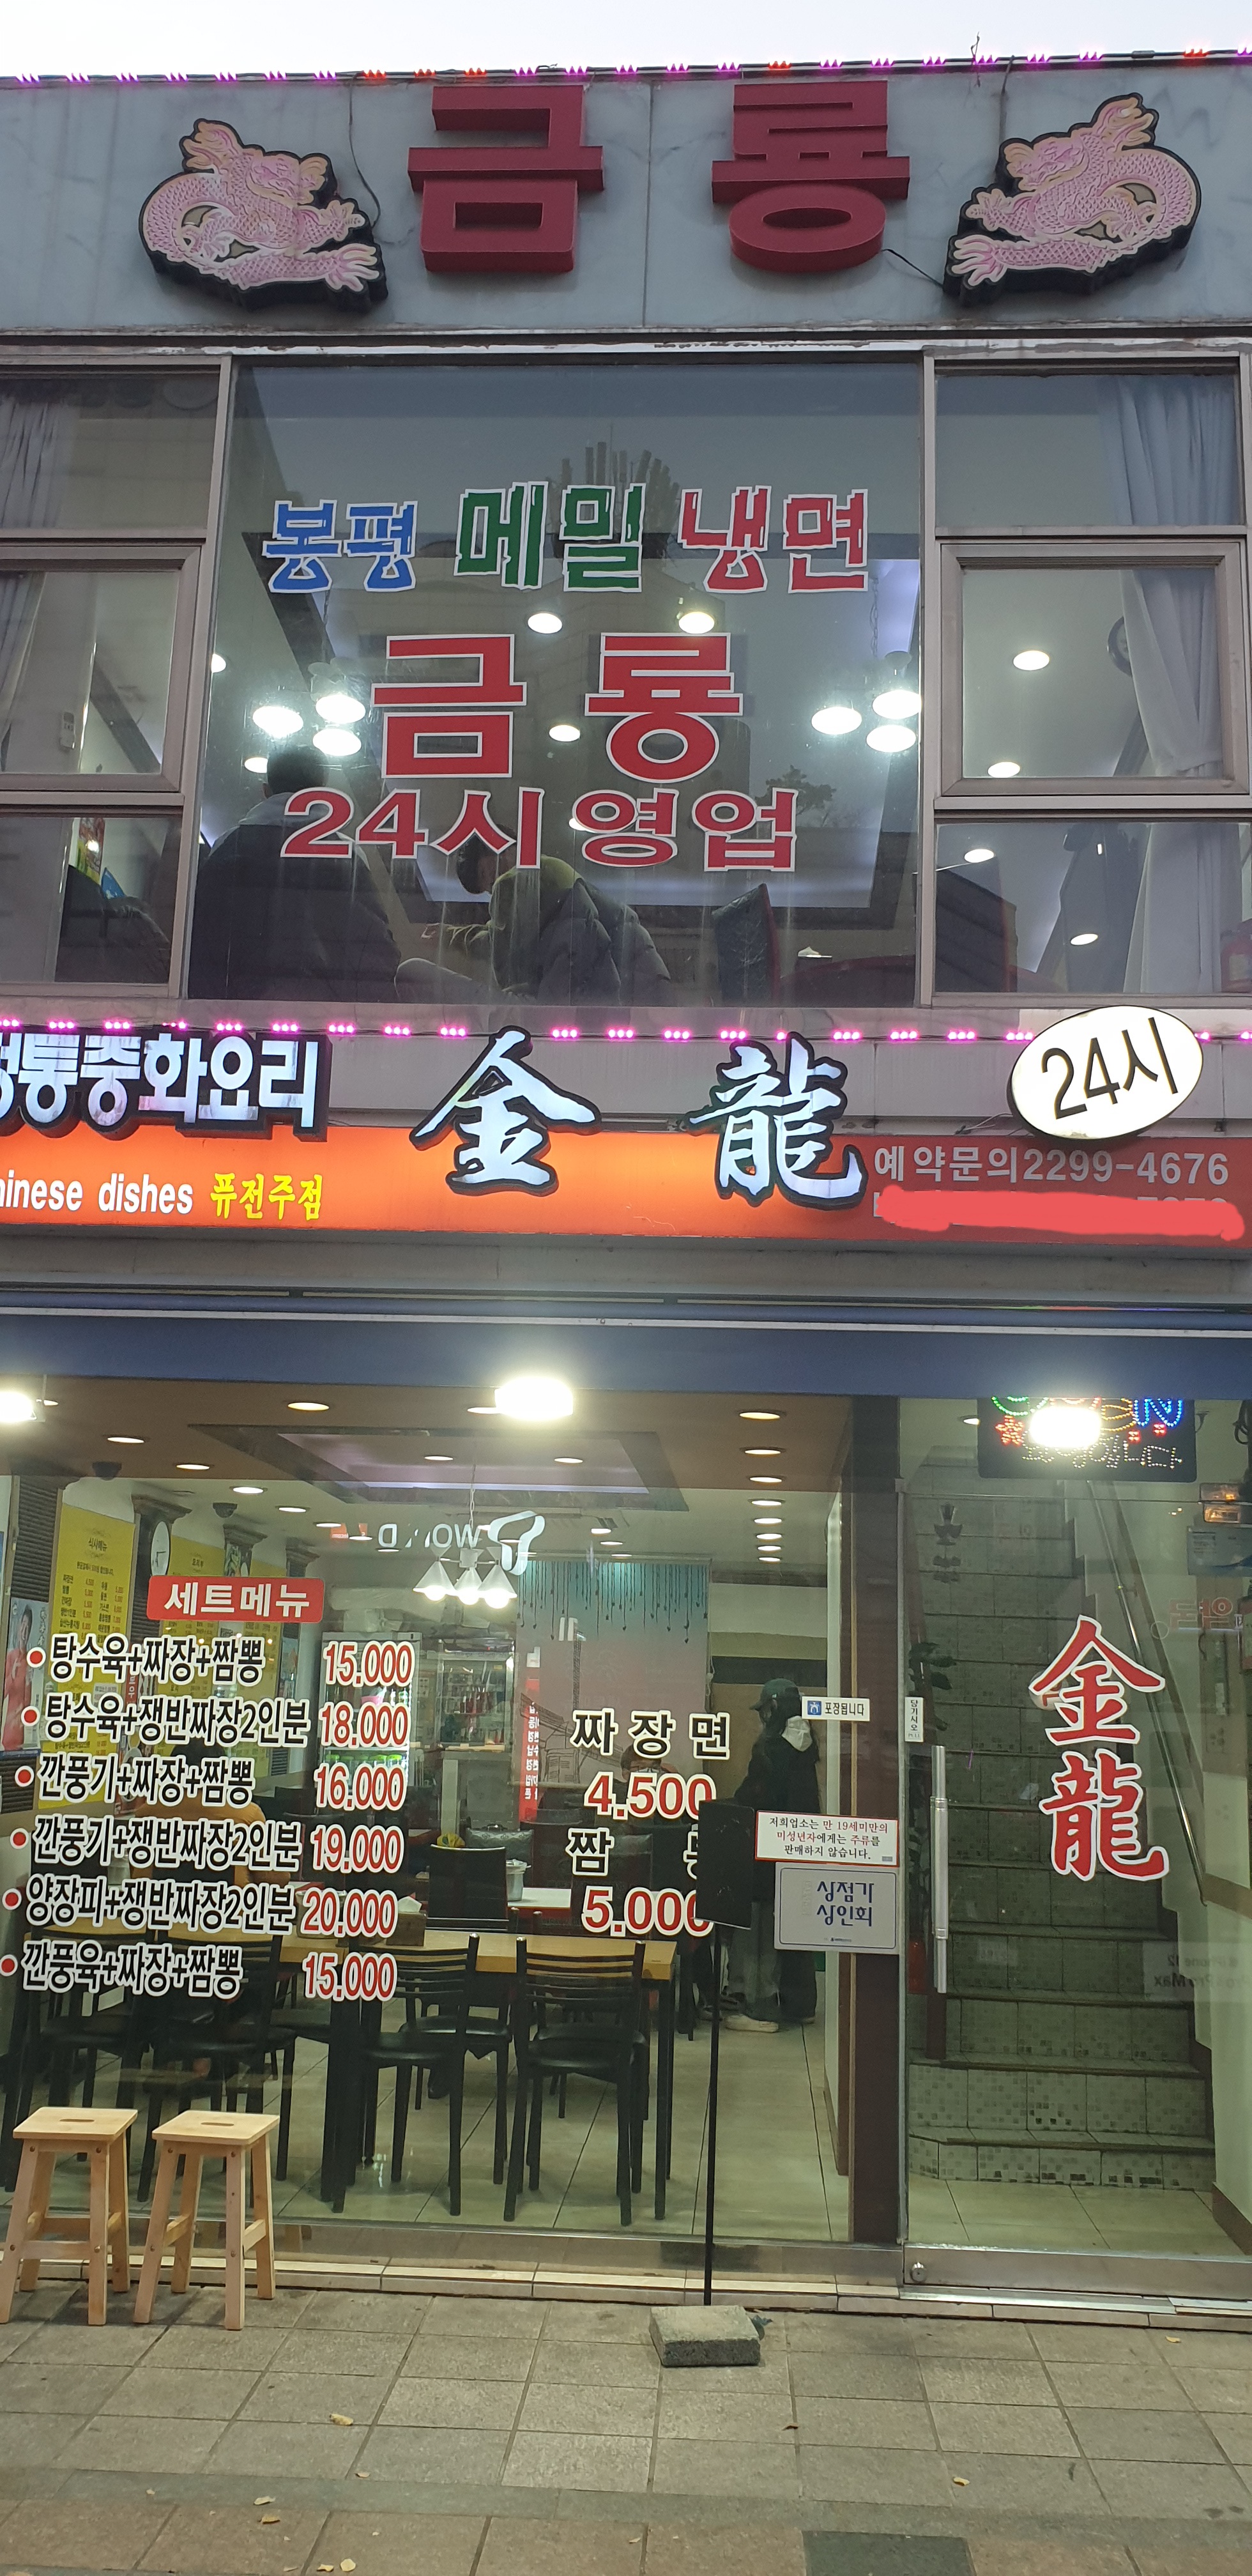 금룡
봉평 메밀 냉면
금룡
24시영업
통중화요리
金龍
24시
dishes 퓨전주점
예약문의2299-4676
세트메뉴
탕수육+짜장+짬뽕 15.000
탕수육+쟁반짜장2인분 18.000
깐풍기+짜장+짬뽕 16.000
깐풍기+쟁반짜장2인분 19.000
양장피+쟁반짜장2인분 20.000
깐풍육+짜장+짬뽕 15.000
짜장면
4.500
짬
5.000
포장됩니다
당기시오
저희업소는 만 19세미만의
미성년자에게는 주류를
판매하지 않습니다.
상점가
상인회
金龍